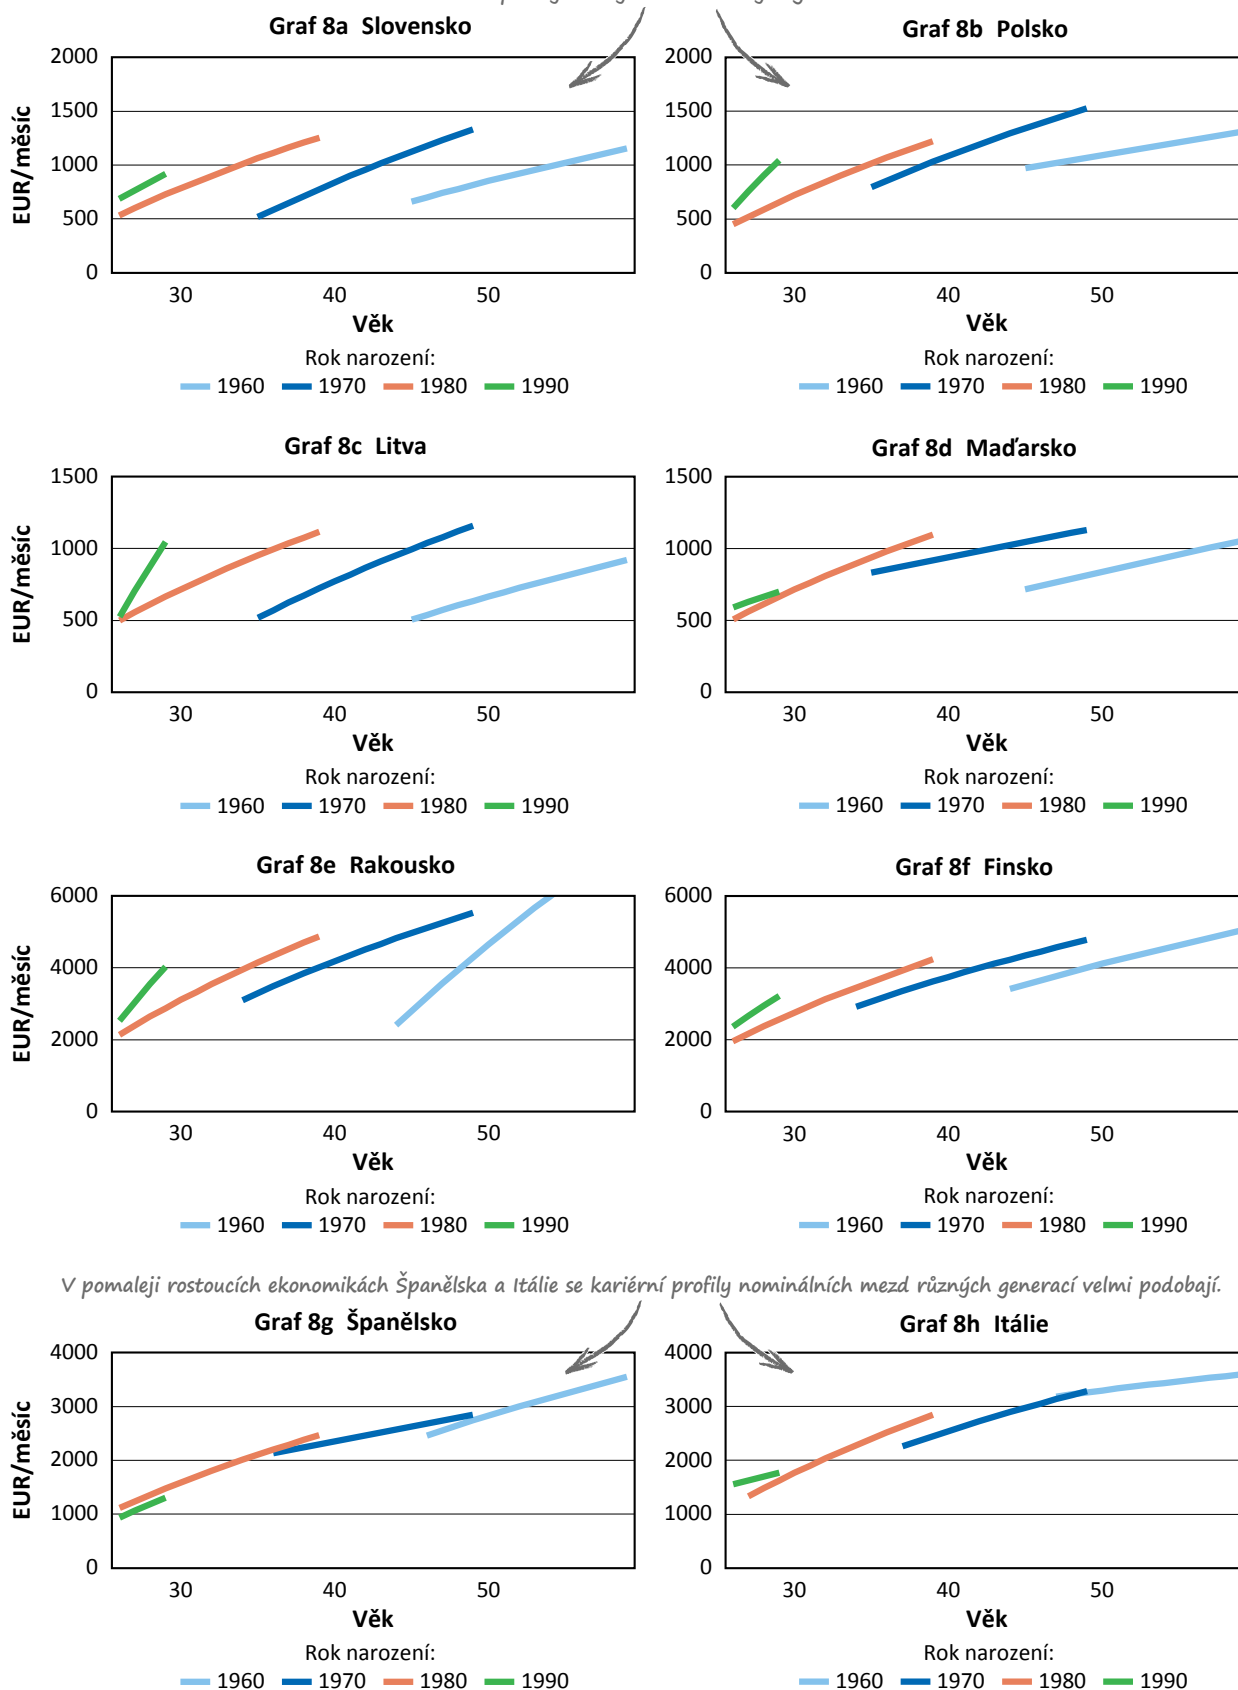 Graf 8a Slovensko
Graf 8b Polsko
EUR/měsíc
2000
1500
1000
500
0
30 40 50
Věk
Rok narození:
1960 1970 1980 1990
2000
1500
1000
500
0
30 40 50
Věk
Rok narození:
1960 1970 1980 1990
Graf 8c Litva
Graf 8d Maďarsko
EUR/měsíc
1500
1000
500
0
30 40 50
Věk
Rok narození:
1960 1970 1980 1990
1500
1000
500
0
30 40 50
Věk
Rok narození:
1960 1970 1980 1990
Graf 8e Rakousko
Graf 8f Finsko
EUR/měsíc
6000
4000
2000
0
30 40 50
Věk
Rok narození:
1960 1970 1980 1990
6000
4000
2000
0
30 40 50
Věk
Rok narození:
1960 1970 1980 1990
V pomaleji rostoucích ekonomikách Španělska a Itálie se kariérní profily nominálních mezd různých generací velmi podobají.
Graf 8g Španělsko
Graf 8h Itálie
EUR/měsíc
4000
3000
2000
1000
0
30 40 50
Věk
Rok narození:
1960 1970 1980 1990
4000
3000
2000
1000
0
30 40 50
Věk
Rok narození:
1960 1970 1980 1990